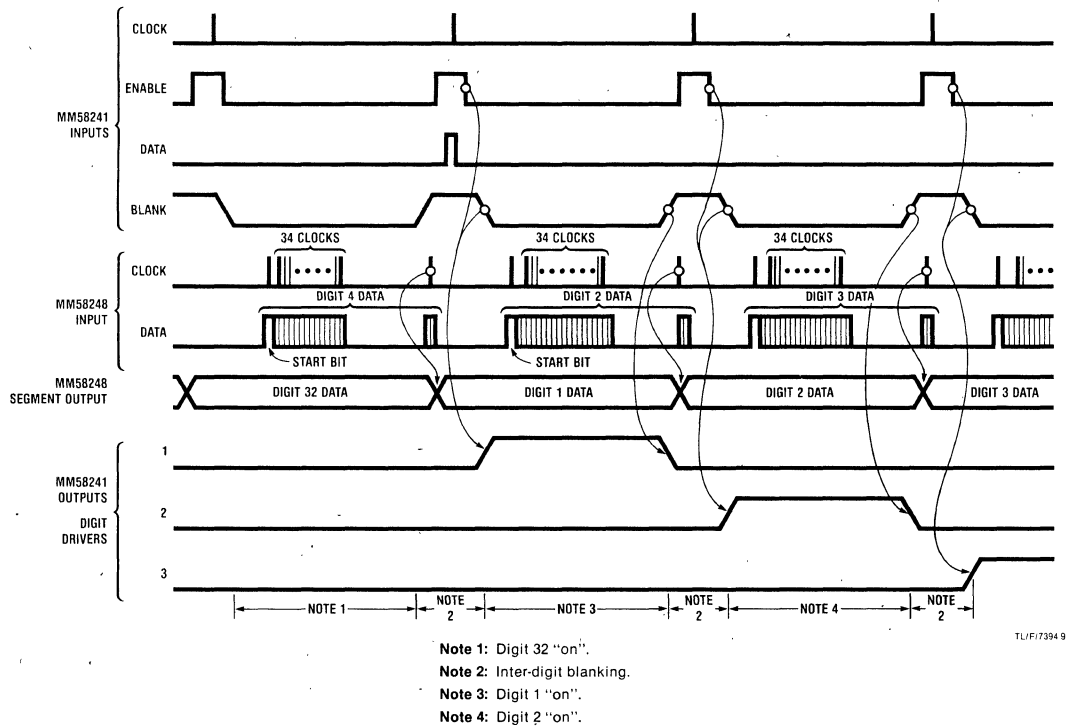 CLOCK
ENABLE
MM58241
INPUTS
DATA
BLANK
34 CLOCKS
34 CLOCKS
34 CLOCKS
CLOCK
MM58248
INPUT
DIGIT 4 DATA
DIGIT 2 DATA
DIGIT 3 DATA
DATA
START BIT
START BIT
MM58248
SEGMENT OUTPUT
DIGIT 32 DATA
DIGIT 1 DATA
DIGIT 2 DATA
DIGIT 3 DATA
1
MM58241
OUTPUTS
2
DIGIT
DRIVERS
3
NOTE 1
NOTE
2
NOTE 3
NOTE
2
NOTE 4
NOTE
2
TL/F/7394 9
Note 1: Digit 32 “on”.
Note 2: Inter-digit blanking.
Note 3: Digit 1 “on”.
Note 4: Digit 2 “on”.